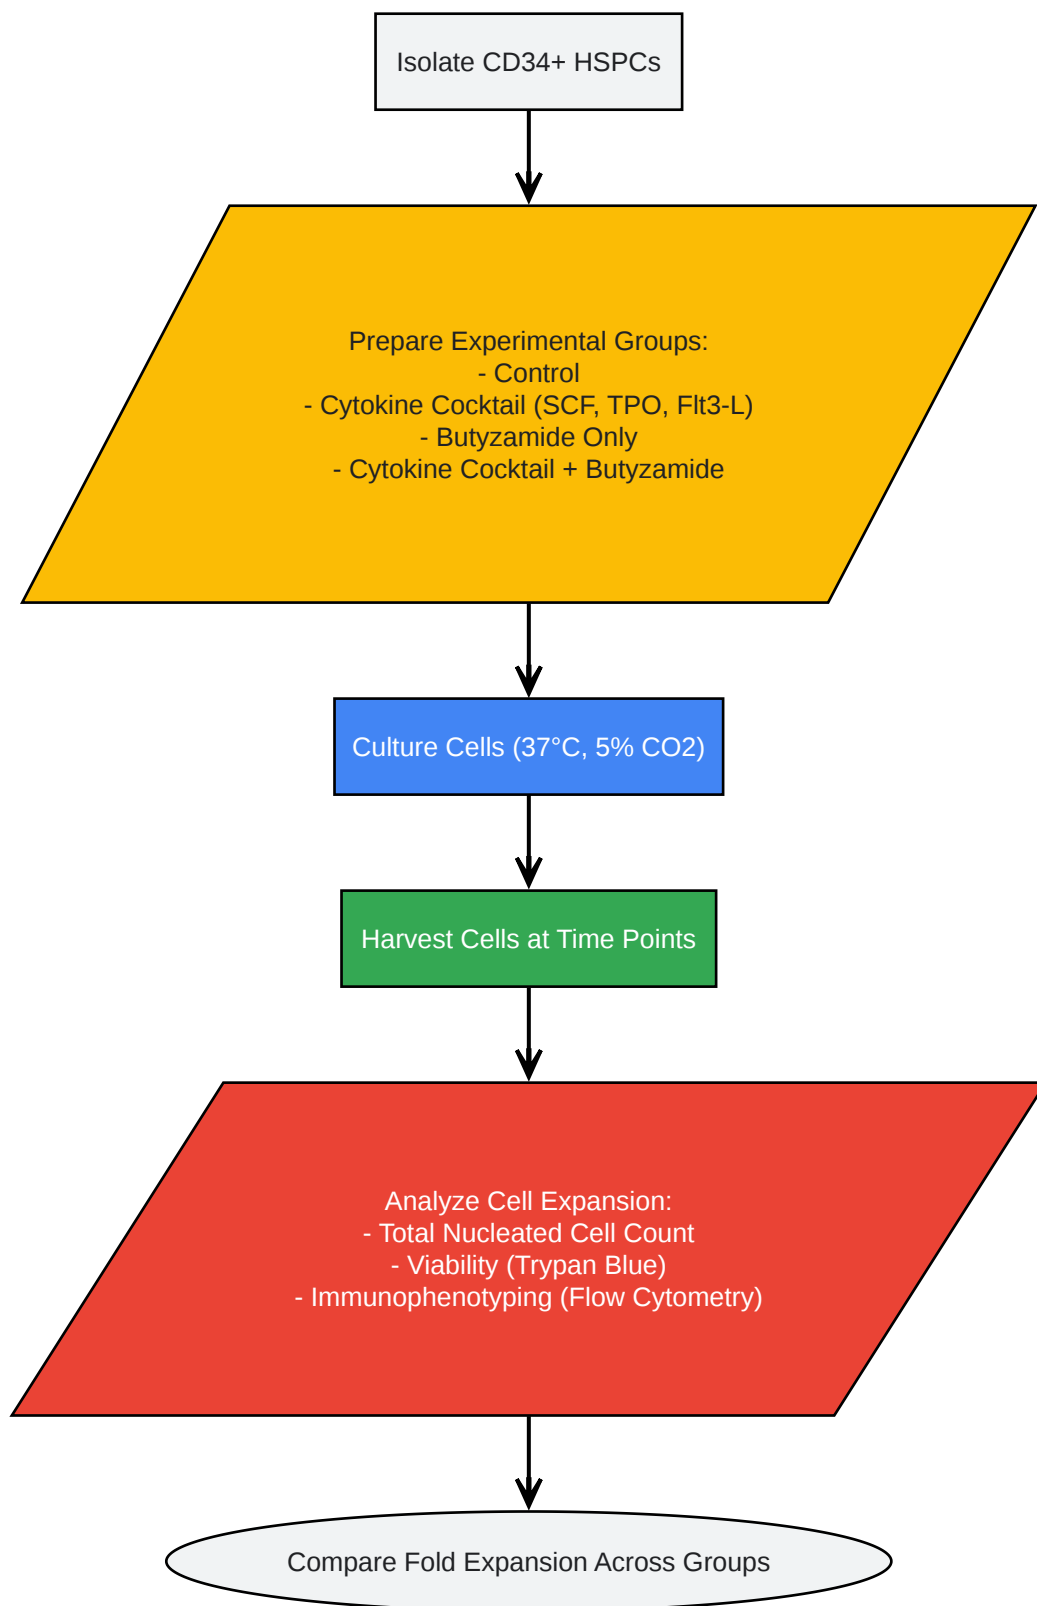 Isolate CD34+ HSPCs
Prepare Experimental Groups:
- Control
- Cytokine Cocktail (SCF, TPO, Flt3-L)
- Butyzamide Only
- Cytokine Cocktail + Butyzamide
Culture Cells (37°C, 5% CO2)
Harvest Cells at Time Points
Analyze Cell Expansion:
- Total Nucleated Cell Count
- Viability (Trypan Blue)
- Immunophenotyping (Flow Cytometry)
Compare Fold Expansion Across Groups